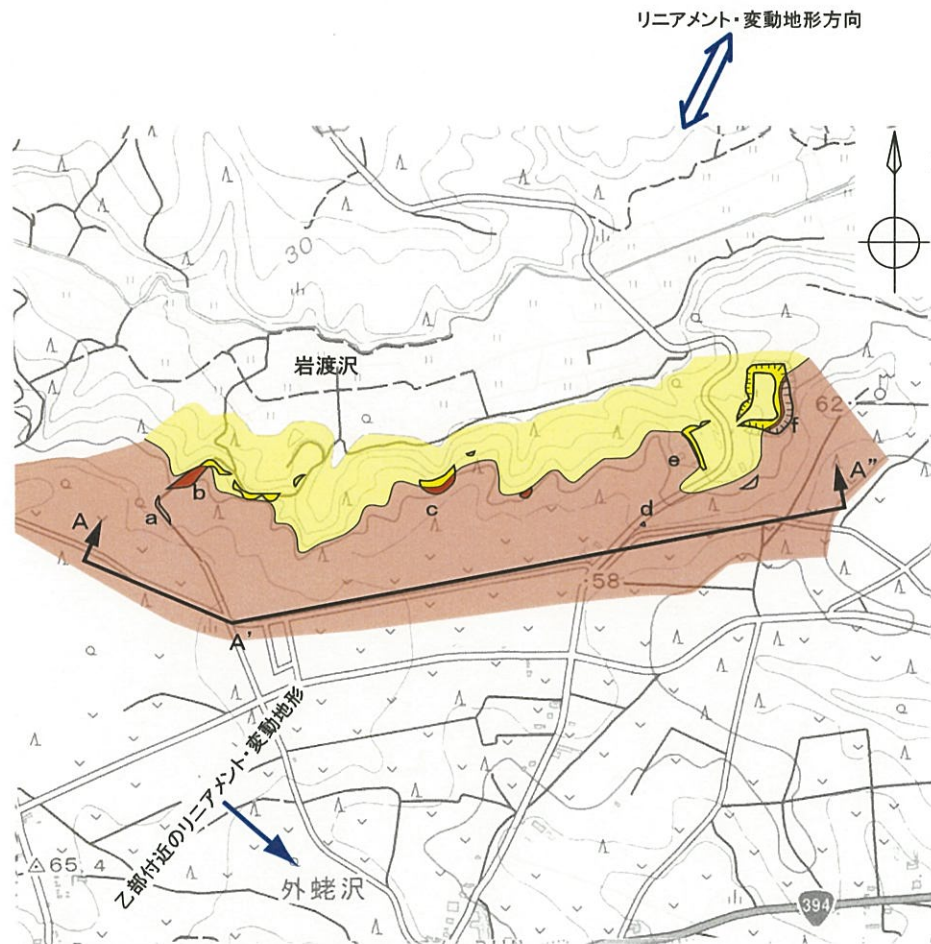 リニアメント・変動地形方向
30
岩渡沢
62
f
e
A"
b
c
a
d
A
58
A'
乙部付近のリニアメント・変動地形
65.4
外蛯沢
394